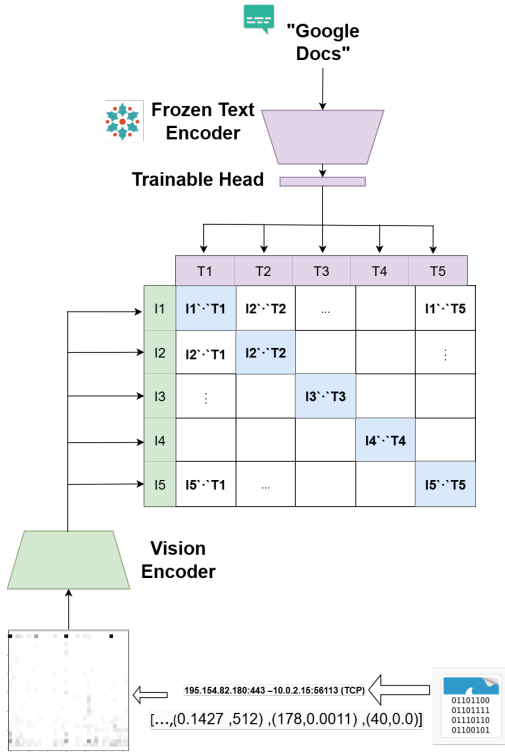 "Google
Docs"
Frozen Text
Encoder
Trainable Head
T1 T2 T3 T4 T5
I1 I1`·`T1 I2`·`T2 ... I1`·`T5
I2 I2`·`T1 I2`·`T2 ⋮
I3 ⋮ I3`·`T3
I4 I4`·`T4
I5 I5`·`T1 ... I5`·`T5
Vision
Encoder
195.154.82.180:443 –10.0.2.15:56113 (TCP)
[...,(0.1427 ,512) ,(178,0.0011) ,(40,0.0)]
01101100
01101111
01110110
01100101